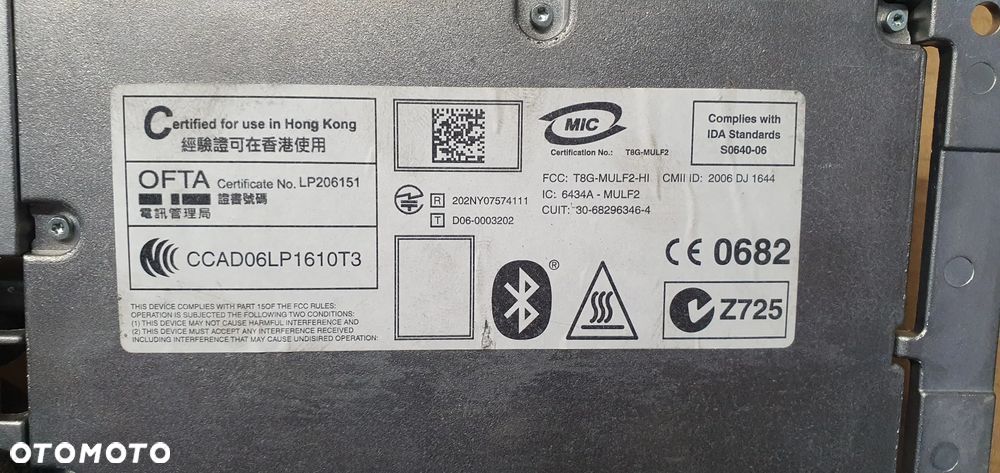 Certified for use in Hong Kong
經驗證可在香港使用
OFTA Certificate No. LP206151
證書號碼
電訊管理局
CCAD06LP1610T3
THIS DEVICE COMPLIES WITH PART 15OF THE FCC RULES:
OPERATION IS SUBJECTED THE FOLLOWING TWO CONDITIONS:
(1) THIS DEVICE MAY NOT CAUSE HARMFUL INTERFERENCE AND
(2) THIS DEVICE MUST ACCEPT ANY INTERFERENCE RECEIVED
INCLUDING INTERFERENCE THAT CAUSED UNDISIRED OPERATION:
R 202NY07574111
T D06-0003202
MIC
Certification No.: T8G-MULF2
Complies with
IDA Standards
S0640-06
FCC: T8G-MULF2-HI CMII ID: 2006 DJ 1644
IC: 6434A - MULF2
CUIT: 30-68296346-4
®
CE 0682
Z725
OTOMOTO